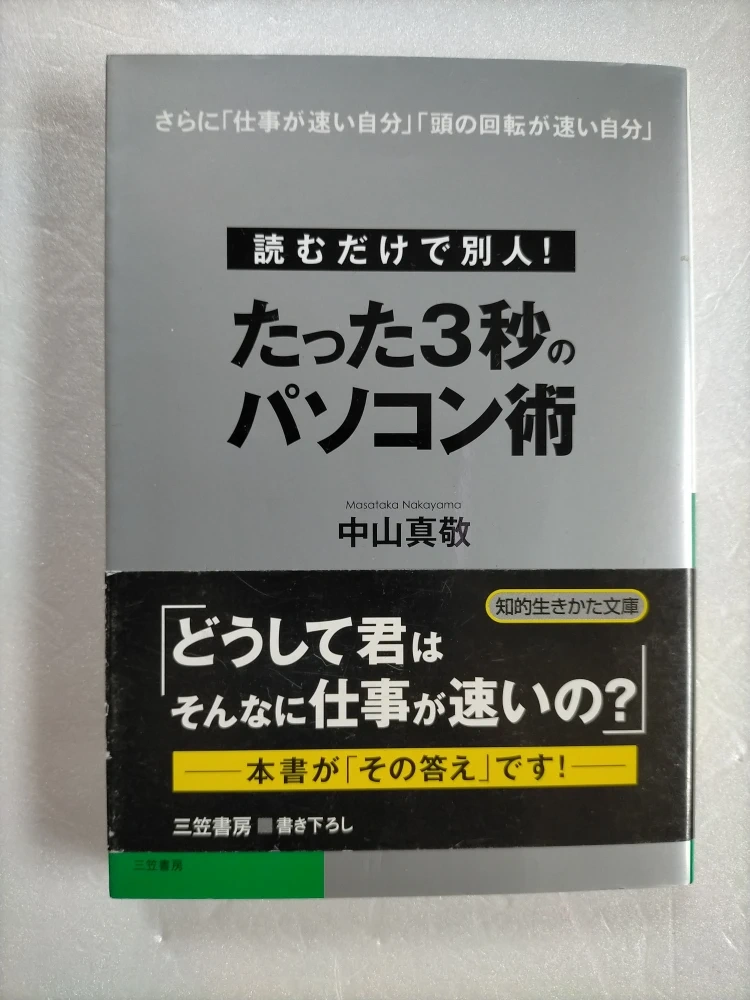 さらに「仕事が速い自分」「頭の回転が速い自分」
読むだけで別人!
たった3秒の
パソコン術
Masataka Nakayama
中山真敬
知的生きかた文庫
「どうして君は
そんなに仕事が速いの?」
――本書が「その答え」です!――
三笠書房■書き下ろし
三笠書房